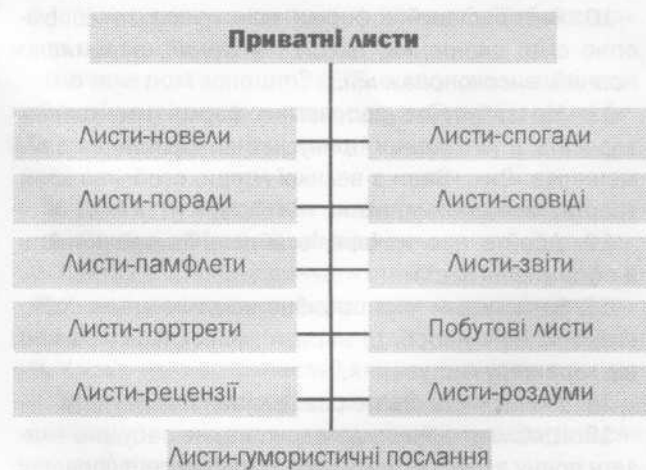 Приватні листи
Листи-новели
Листи-спогади
Листи-поради
Листи-сповіді
Листи-памфлети
Листи-звіти
Листи-портрети
Побутові листи
Листи-рецензії
Листи-роздуми
Листи-гумористичні послання